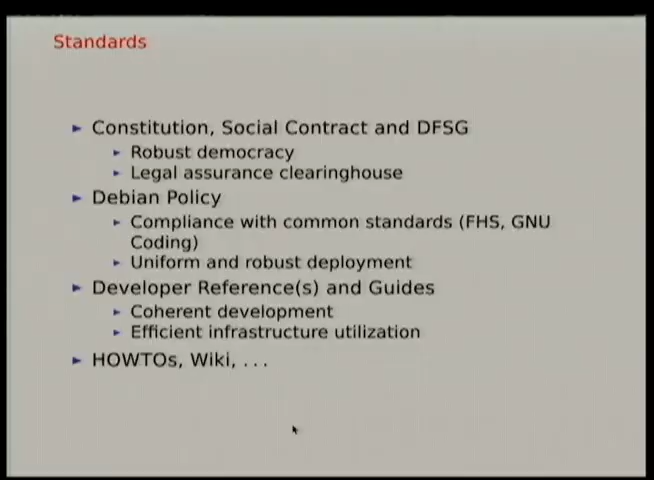 Standards
Constitution, Social Contract and DFSG
Robust democracy
Legal assurance clearinghouse
Debian Policy
Compliance with common standards (FHS, GNU
Coding)
Uniform and robust deployment
Developer Reference(s) and Guides
Coherent development
Efficient infrastructure utilization
HOWTOs, Wiki, ...